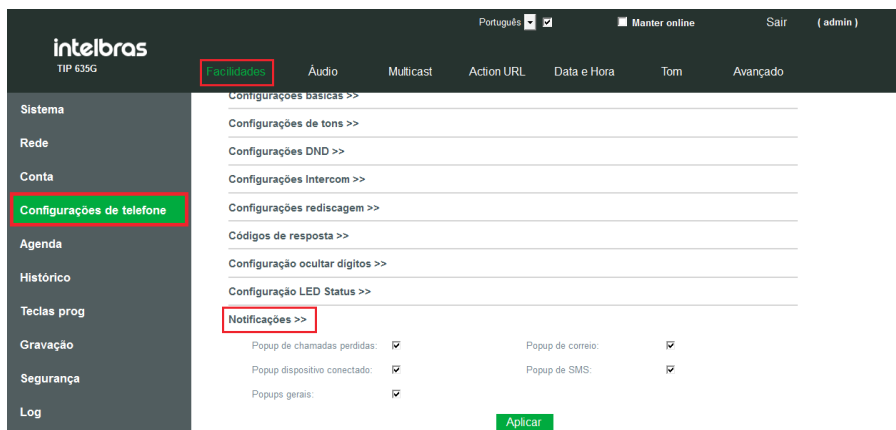 Português Manter online Sair ( admin )
intelbras
TIP 635G
Facilidades Áudio Multicast Action URL Data e Hora Tom Avançado
Sistema
Rede
Conta
Configurações de telefone
Agenda
Histórico
Teclas prog
Gravação
Segurança
Log
Configurações básicas >>
Configurações de tons >>
Configurações DND >>
Configurações Intercom >>
Configurações rediscagem >>
Códigos de resposta >>
Configuração ocultar dígitos >>
Configuração LED Status >>
Notificações >>
Popup de chamadas perdidas: Popup de correio:
Popup dispositivo conectado: Popup de SMS:
Popups gerais:
Aplicar